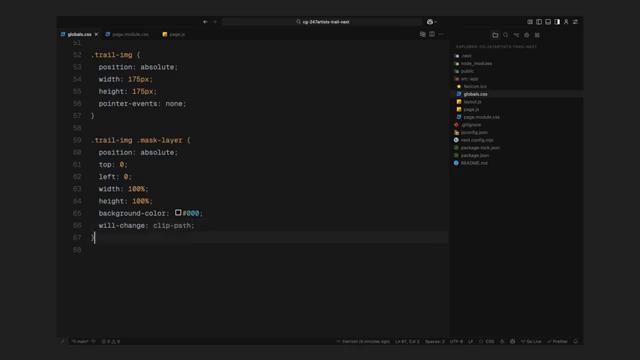 cg-247artists-trail-next
globals.css
page.module.css
page.js
EXPLORER: CG-247ARTISTS-TRAIL-NEXT
51
52 .trail-img {
53 position: absolute;
54 width: 175px;
55 height: 175px;
56 pointer-events: none;
57 }
58
59 .trail-img .mask-layer {
60 position: absolute;
61 top: 0;
62 left: 0;
63 width: 100%;
64 height: 100%;
65 background-color: #000;
66 will-change: clip-path;
67 }
68
.next
node_modules
public
src/app
favicon.ico
globals.css
layout.js
page.js
page.module.css
.gitignore
jsconfig.json
next.config.mjs
package-lock.json
package.json
README.md
0 0
Ln 67, Col 2
Spaces: 2
UTF-8
LF
CSS
Go Live
Prettier